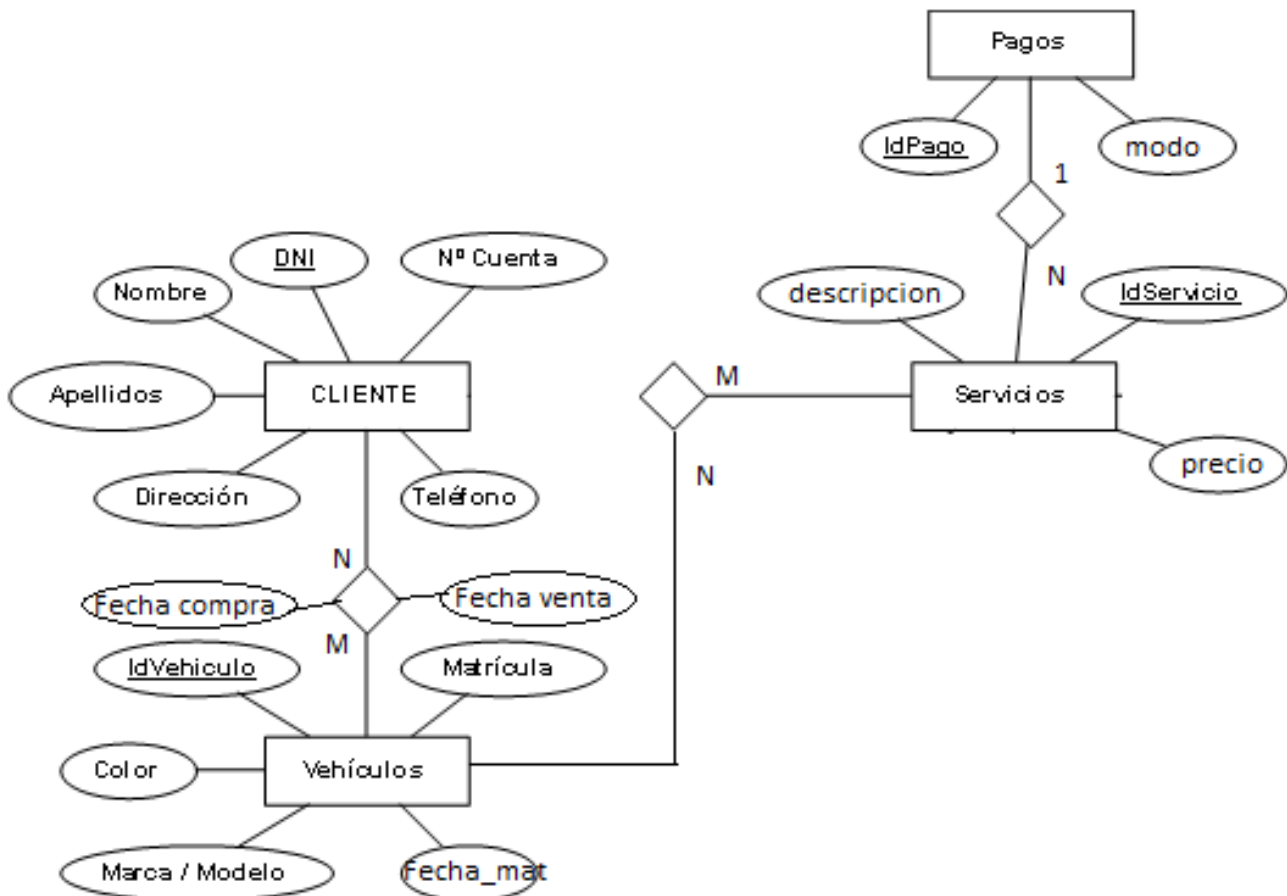 Pagos
IdPago
modo
1
N
descripcion
IdServicio
Servicios
precio
M
N
DNI
Nº Cuenta
Nombre
Apellidos
CLIENTE
Dirección
Teléfono
N
Fecha compra
Fecha venta
M
IdVehiculo
Matrícula
Color
Vehículos
Marca / Modelo
Fecha_mat